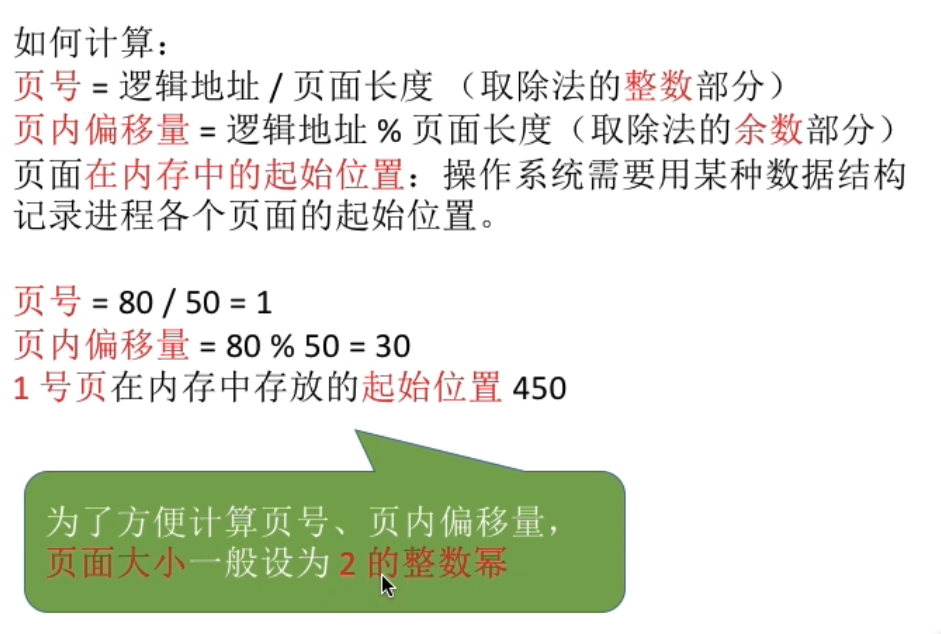 如何计算：
页号 = 逻辑地址 / 页面长度 （取除法的整数部分）
页内偏移量 = 逻辑地址 % 页面长度（取除法的余数部分）
页面在内存中的起始位置：操作系统需要用某种数据结构
记录进程各个页面的起始位置。
页号 = 80 / 50 = 1
页内偏移量 = 80 % 50 = 30
1 号页在内存中存放的起始位置 450
为了方便计算页号、页内偏移量，
页面大小一般设为 2 的整数幂